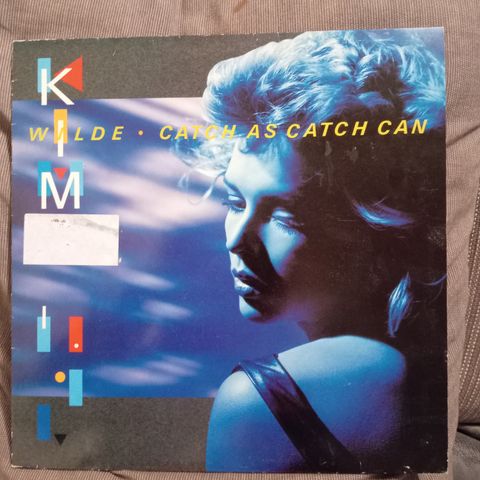 KIM
WILDE • CATCH AS CATCH CAN